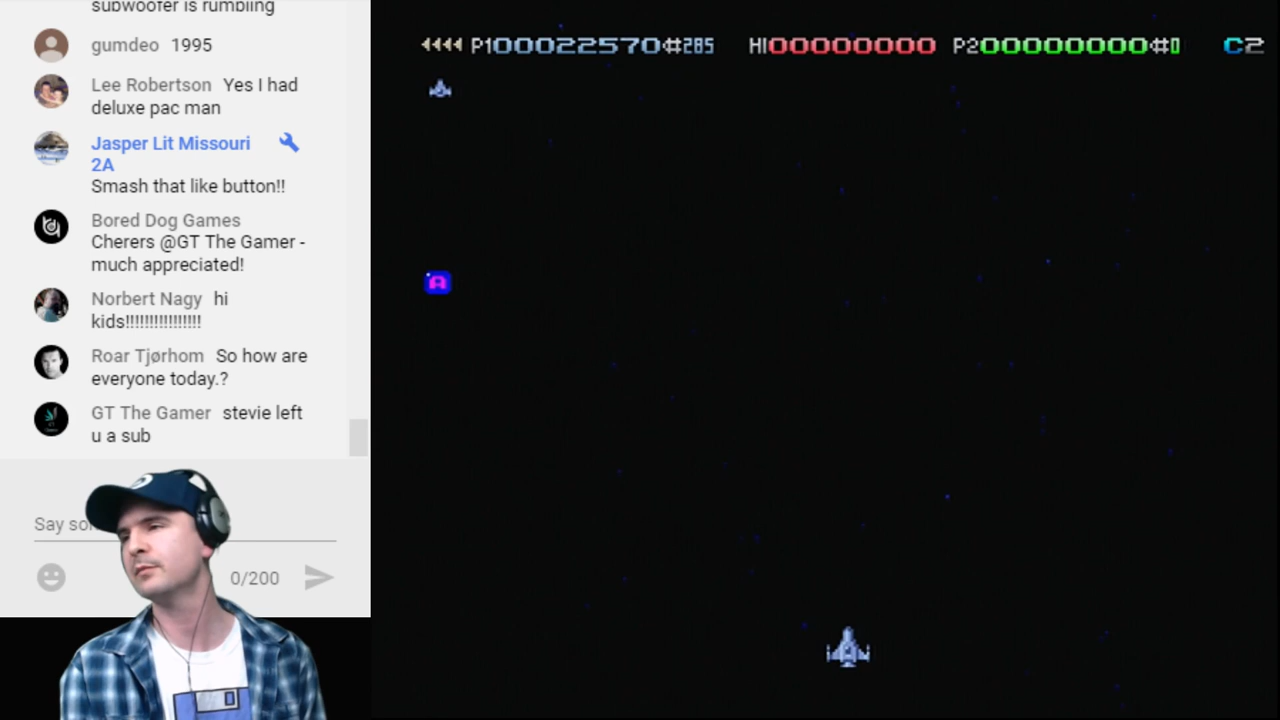 subwoofer is rumbling
gumdeo 1995
Lee Robertson Yes I had
deluxe pac man
Jasper Lit Missouri
2A
Smash that like button!!
Bored Dog Games
Cherers @GT The Gamer -
much appreciated!
Norbert Nagy hi
kids!!!!!!!!!!!!!!!!
Roar Tjørhom So how are
everyone today.?
GT The Gamer stevie left
u a sub
Say so
0/200
P100022570#285 HI00000000 P200000000#0 C2
A